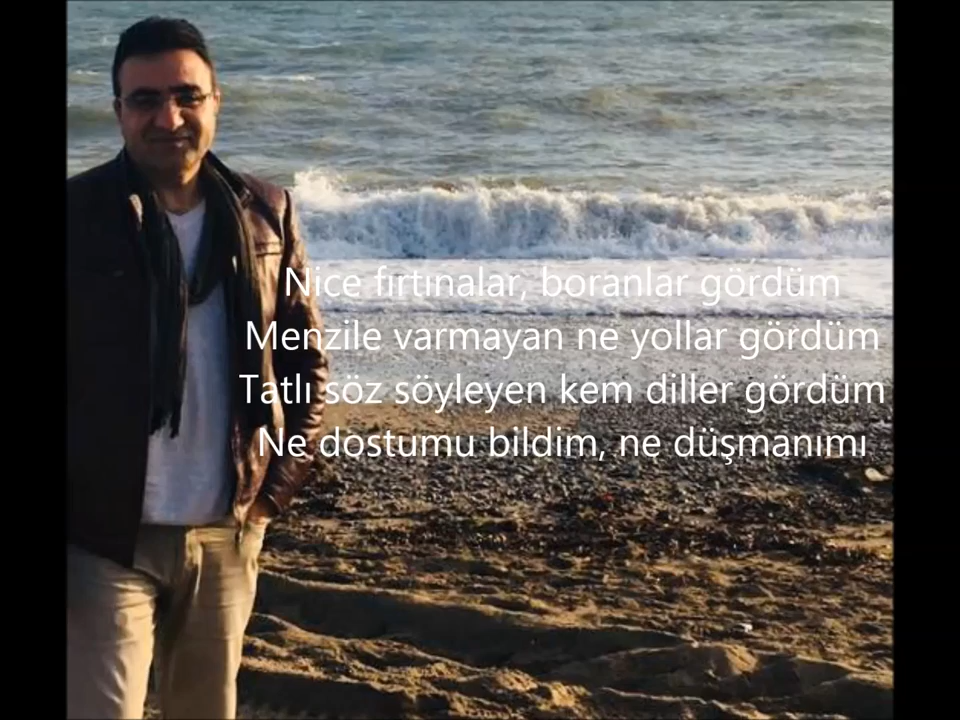 Nice fırtınalar, boranlar gördüm
Menzile varmayan ne yollar gördüm
Tatlı söz söyleyen kem diller gördüm
Ne dostumu bildim, ne düşmanımı